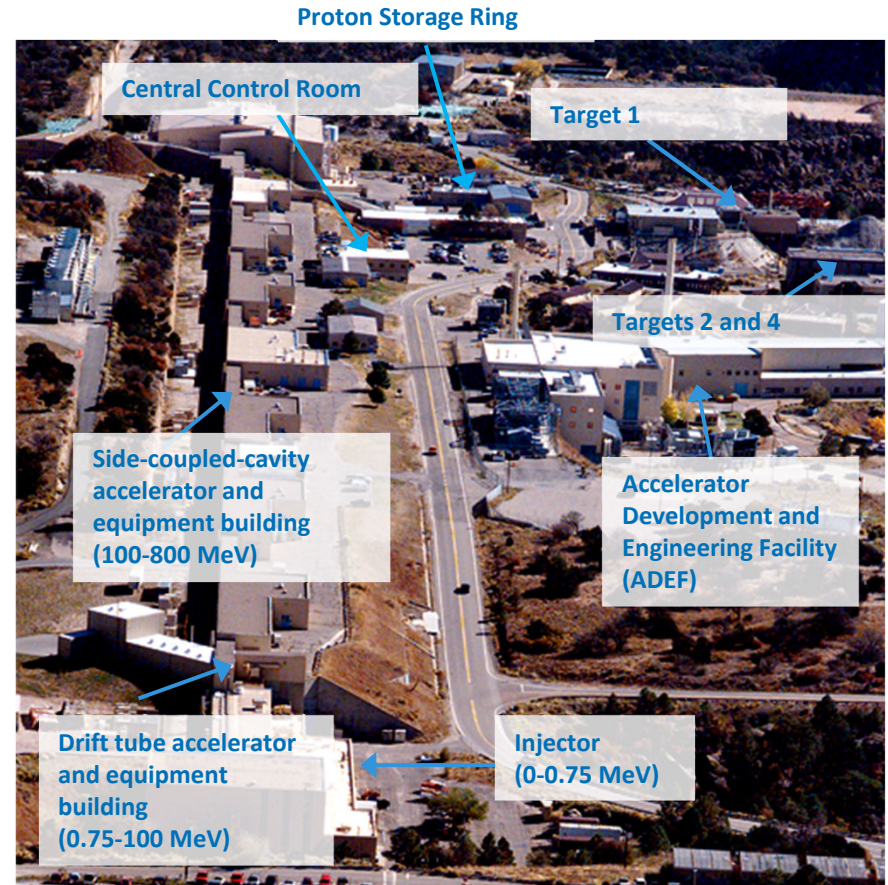 Proton Storage Ring
Central Control Room
Target 1
Targets 2 and 4
Side-coupled-cavity
accelerator and
equipment building
(100-800 MeV)
Accelerator
Development and
Engineering Facility
(ADEF)
Drift tube accelerator
and equipment
building
(0.75-100 MeV)
Injector
(0-0.75 MeV)